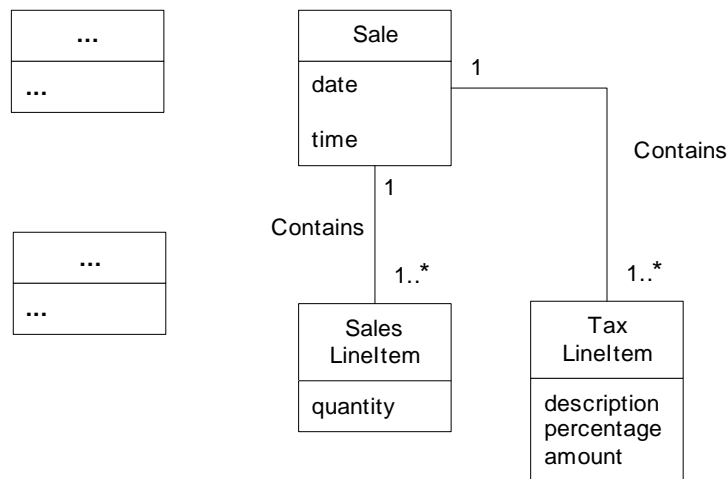 ...
...
Sale
date
time
1
Contains
1
Contains
1..*
1..*
...
...
Sales
LineItem
quantity
Tax
LineItem
description
percentage
amount